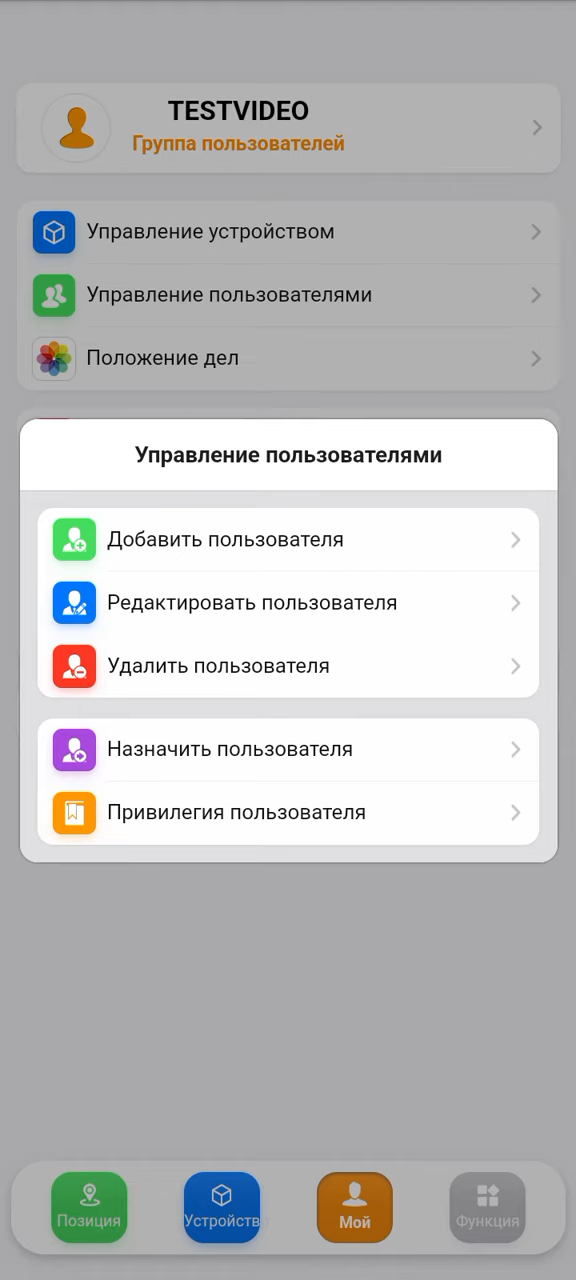 TESTVIDEO
Группа пользователей
Управление устройством
Управление пользователями
Положение дел
Управление пользователями
Добавить пользователя
Редактировать пользователя
Удалить пользователя
Назначить пользователя
Привилегия пользователя
Позиция
Устройств
Мой
Функция